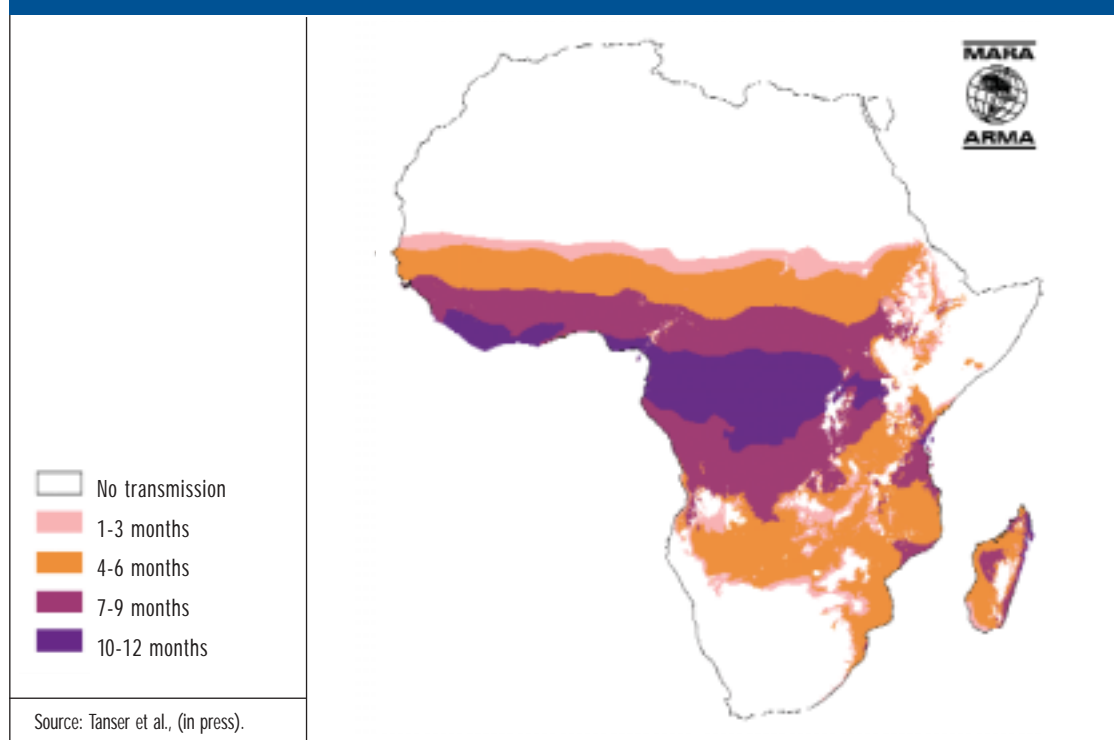 MARA
ARMA
No transmission
1-3 months
4-6 months
7-9 months
10-12 months
Source: Tanser et al., (in press).